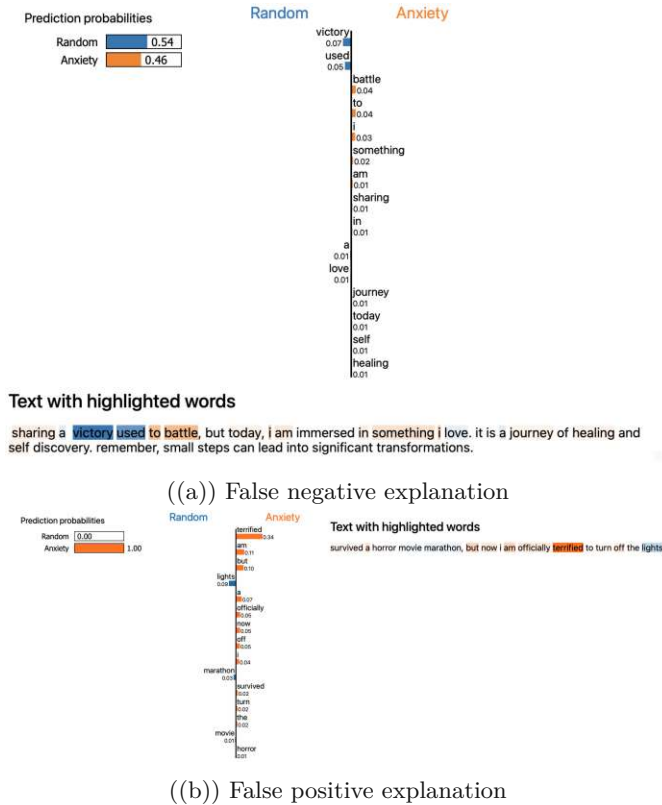 Prediction probabilities
Random 0.54
Anxiety 0.46
Random Anxiety
victory
0.07
used
0.05
battle
0.04
to
0.04
i
0.03
something
0.02
am
0.01
sharing
0.01
in
0.01
a
0.01
love
0.01
journey
0.01
today
0.01
self
0.01
healing
0.01
Text with highlighted words
sharing a victory used to battle, but today, i am immersed in something i love. it is a journey of healing and
self discovery. remember, small steps can lead into significant transformations.
((a)) False negative explanation
Prediction probabilities
Random 0.00
Anxiety 1.00
Random Anxiety
terrified
0.34
am
0.11
but
0.10
lights
0.09
a
0.07
officially
0.05
now
0.05
off
0.05
i
0.04
marathon
0.03
survived
0.02
turn
0.02
the
0.02
movie
0.01
horror
0.01
Text with highlighted words
survived a horror movie marathon, but now i am officially terrified to turn off the lights
((b)) False positive explanation